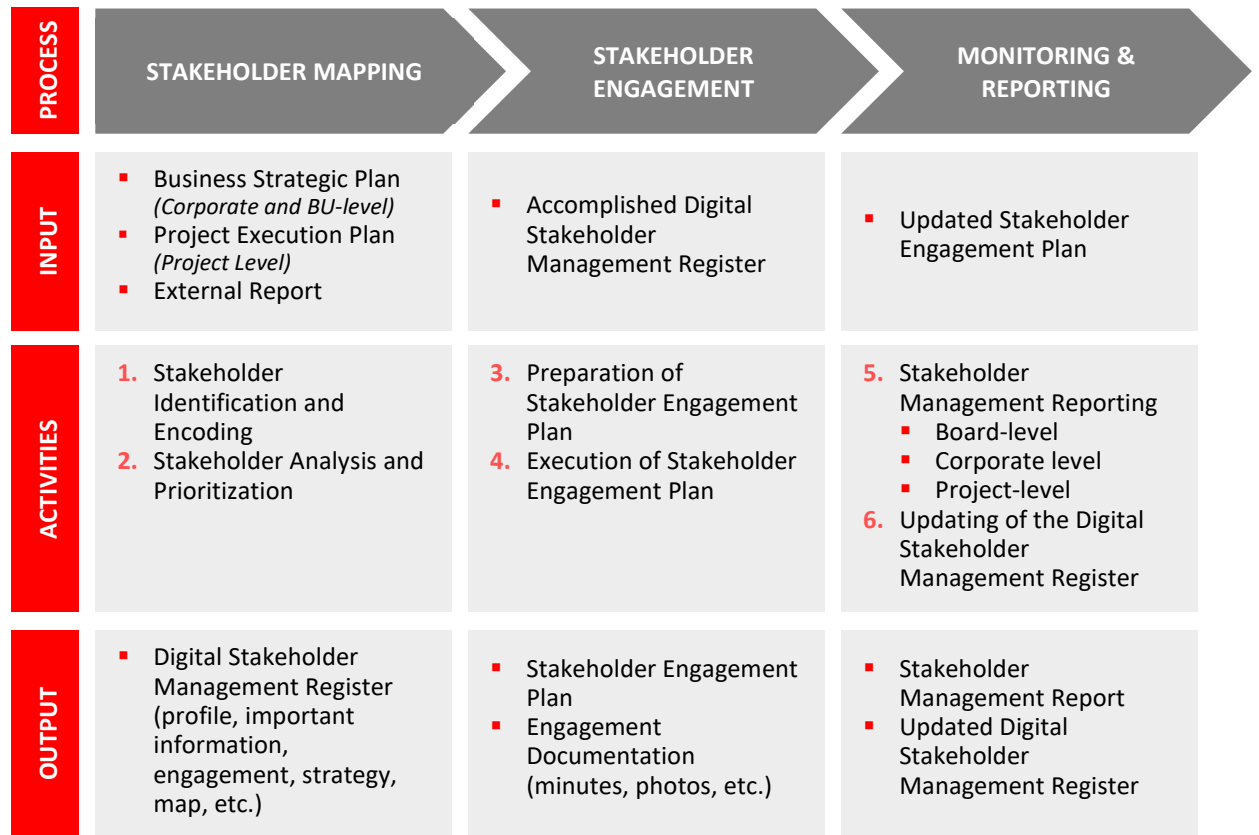 PROCESS
STAKEHOLDER MAPPING
STAKEHOLDER
ENGAGEMENT
MONITORING &
REPORTING
INPUT
▪ Business Strategic Plan
(Corporate and BU-level)
▪ Project Execution Plan
(Project Level)
▪ External Report
▪ Accomplished Digital
Stakeholder
Management Register
▪ Updated Stakeholder
Engagement Plan
ACTIVITIES
1. Stakeholder
Identification and
Encoding
2. Stakeholder Analysis and
Prioritization
3. Preparation of
Stakeholder Engagement
Plan
4. Execution of Stakeholder
Engagement Plan
5. Stakeholder
Management Reporting
▪ Board-level
▪ Corporate level
▪ Project-level
6. Updating of the Digital
Stakeholder
Management Register
OUTPUT
▪ Digital Stakeholder
Management Register
(profile, important
information,
engagement, strategy,
map, etc.)
▪ Stakeholder Engagement
Plan
▪ Engagement
Documentation
(minutes, photos, etc.)
▪ Stakeholder
Management Report
▪ Updated Digital
Stakeholder
Management Register